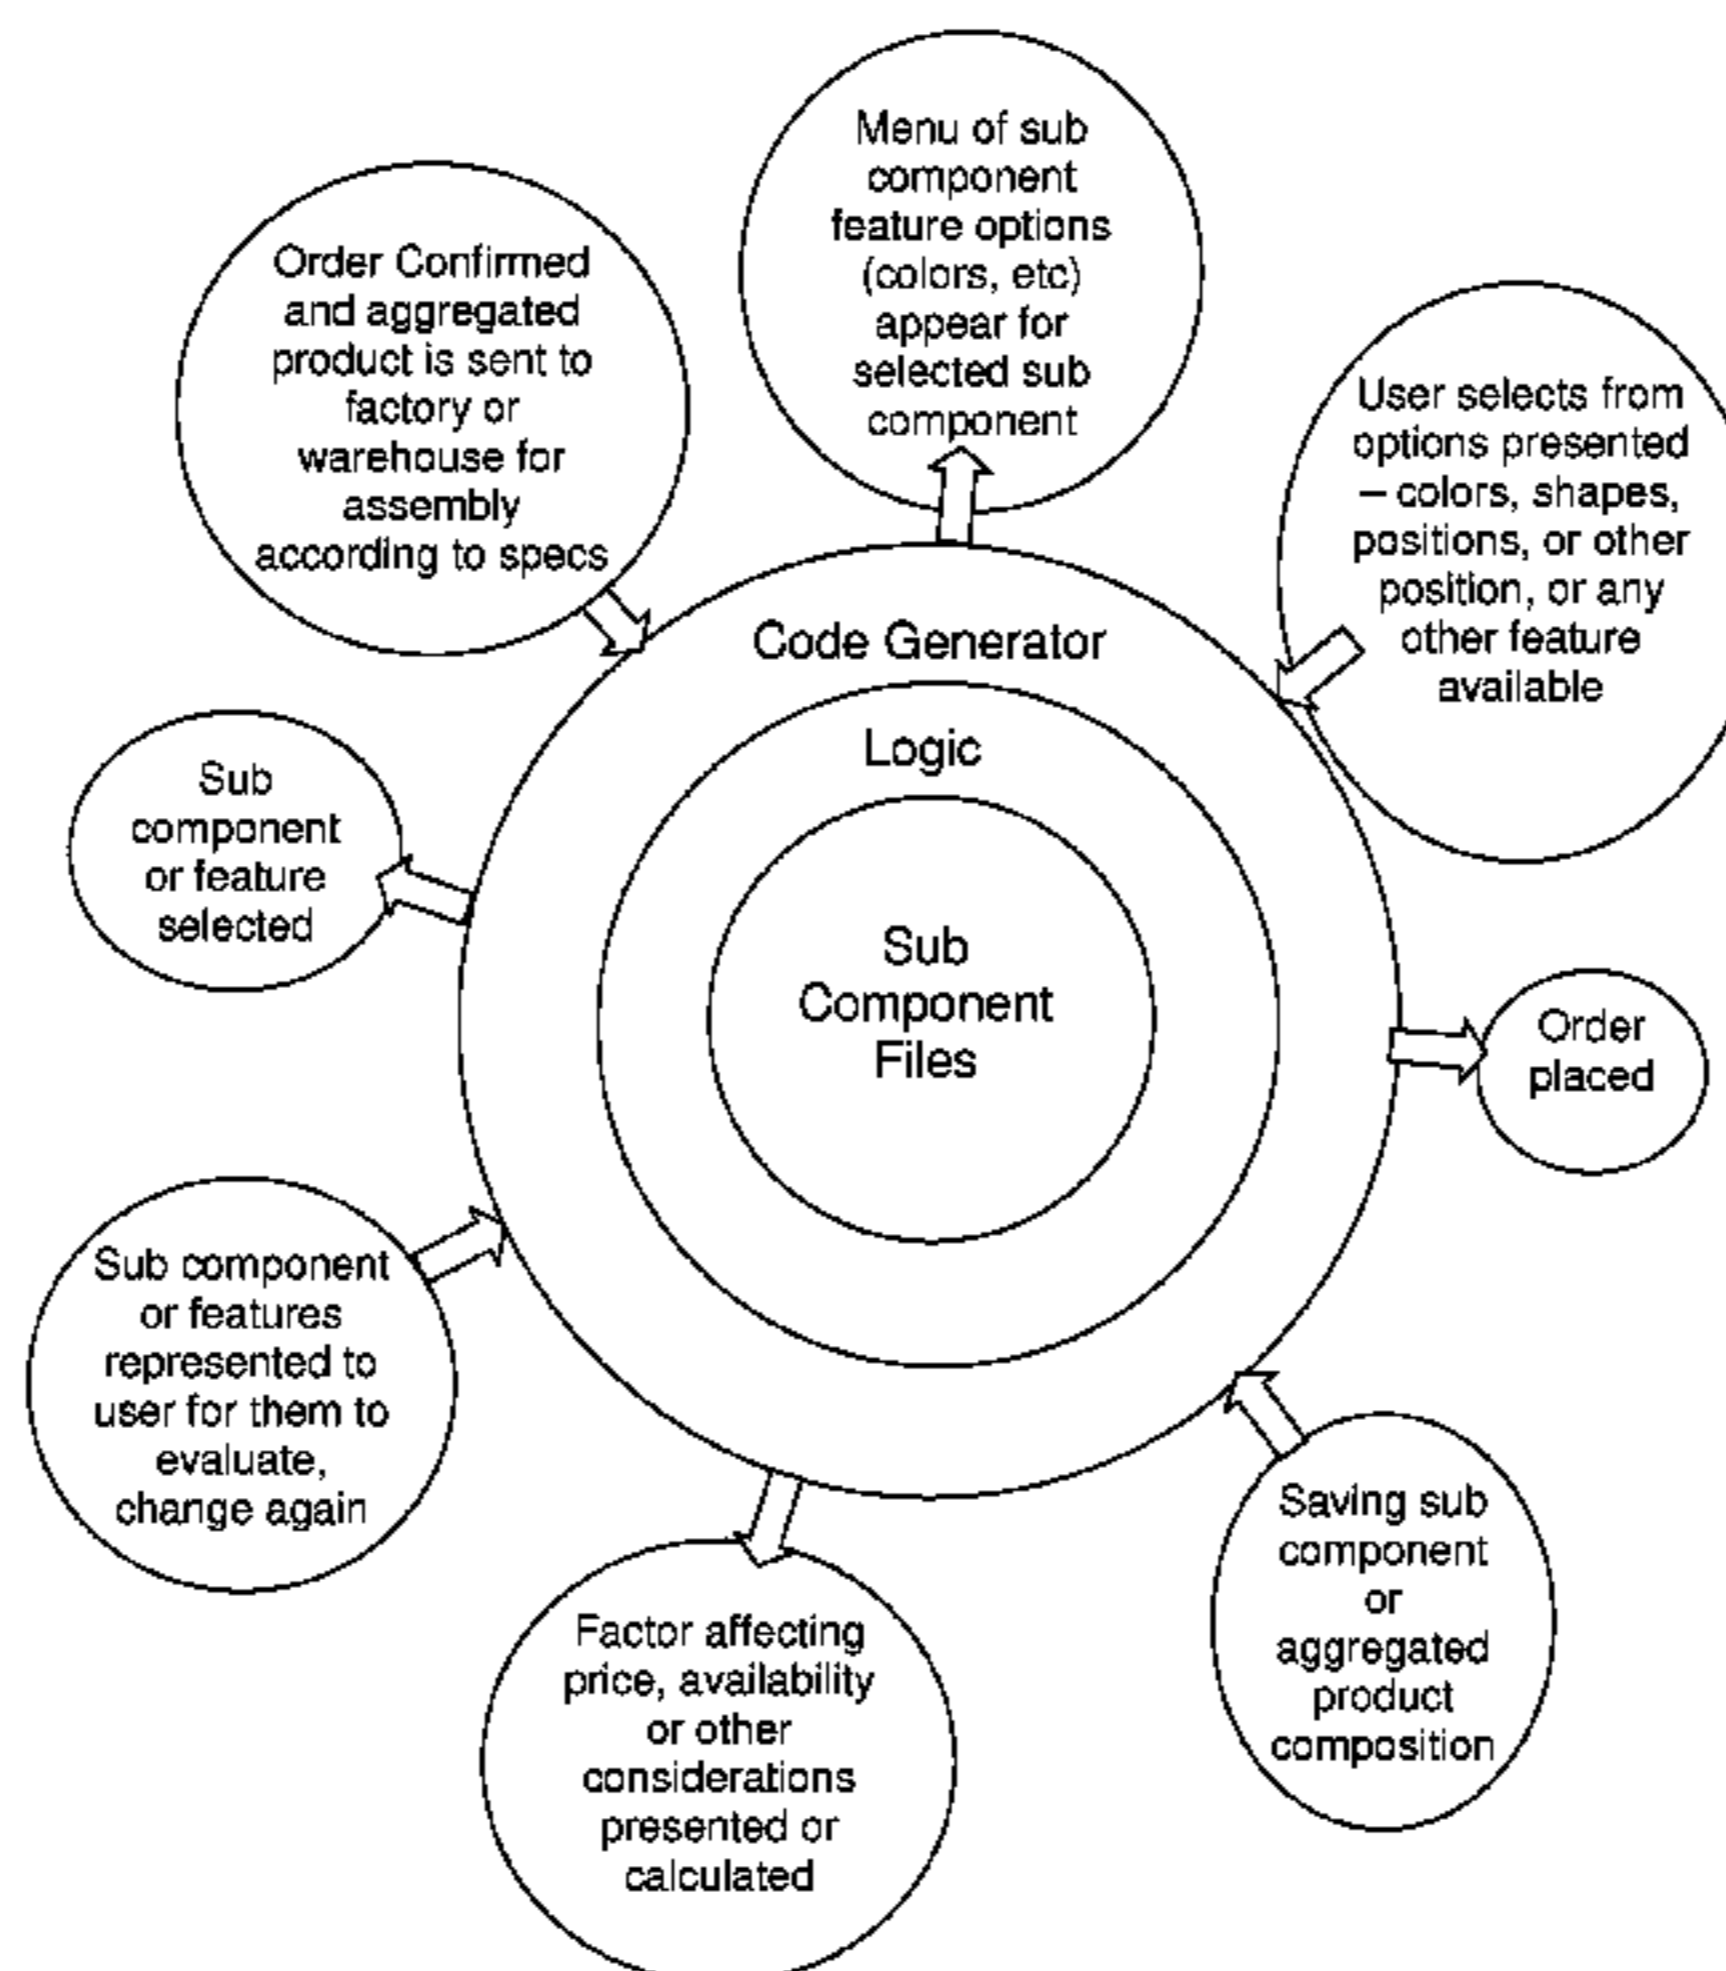 Menu of sub
component
feature options
(colors, etc)
appear for
selected sub
component
Order Confirmed
and aggregated
product is sent to
factory or
warehouse for
assembly
according to specs
User selects from
options presented
– colors, shapes,
positions, or other
position, or any
other feature
available
Code Generator
Logic
Sub
Component
Files
Sub
component
or feature
selected
Order
placed
Sub component
or features
represented to
user for them to
evaluate,
change again
Saving sub
component
or
aggregated
product
composition
Factor affecting
price, availability
or other
considerations
presented or
calculated